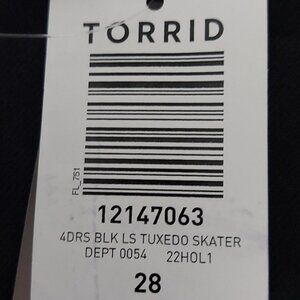 TORRID
FL_751
12147063
4DRS BLK LS TUXEDO SKATER
DEPT 0054 22HOL1
28